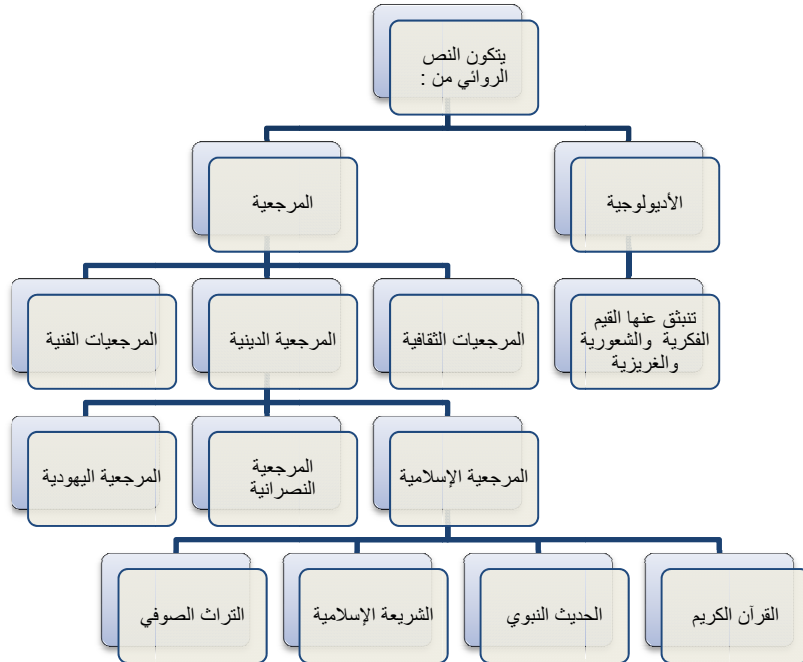 يتكون النص
الروائي من :
الأديولوجية
المرجعية
تنبثق عنها القيم
الفكرية والشعورية
والغريزية
المرجعيات الثقافية
المرجعية الدينية
المرجعيات الفنية
المرجعية الإسلامية
المرجعية
النصرانية
المرجعية اليهودية
القرآن الكريم
الحديث النبوي
الشريعة الإسلامية
التراث الصوفي